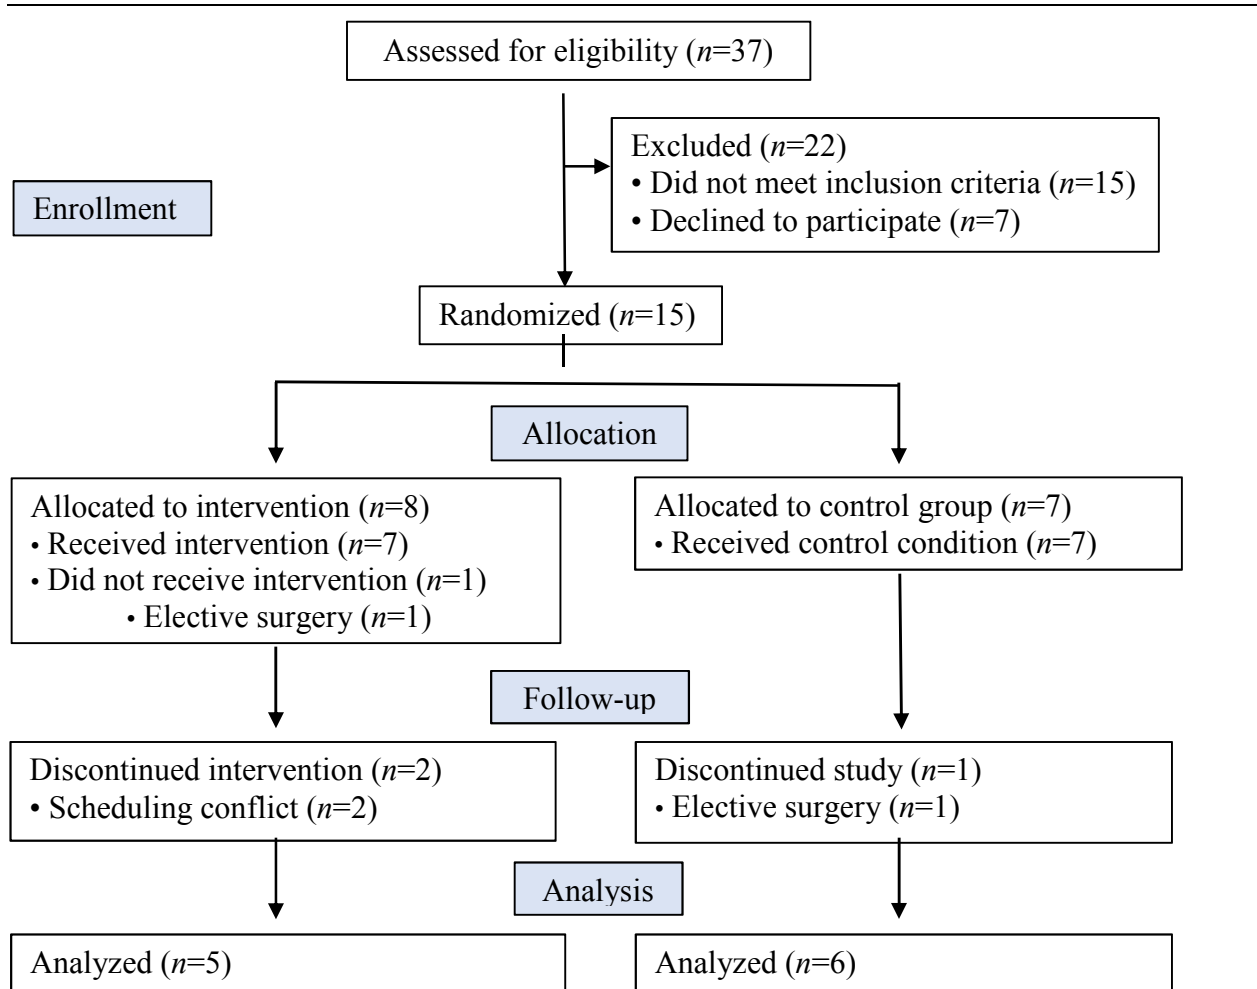 Assessed for eligibility (n=37)
Excluded (n=22)
• Did not meet inclusion criteria (n=15)
• Declined to participate (n=7)
Enrollment
Randomized (n=15)
Allocation
Allocated to intervention (n=8)
• Received intervention (n=7)
• Did not receive intervention (n=1)
• Elective surgery (n=1)
Allocated to control group (n=7)
• Received control condition (n=7)
Follow-up
Discontinued intervention (n=2)
• Scheduling conflict (n=2)
Discontinued study (n=1)
• Elective surgery (n=1)
Analysis
Analyzed (n=5)
Analyzed (n=6)